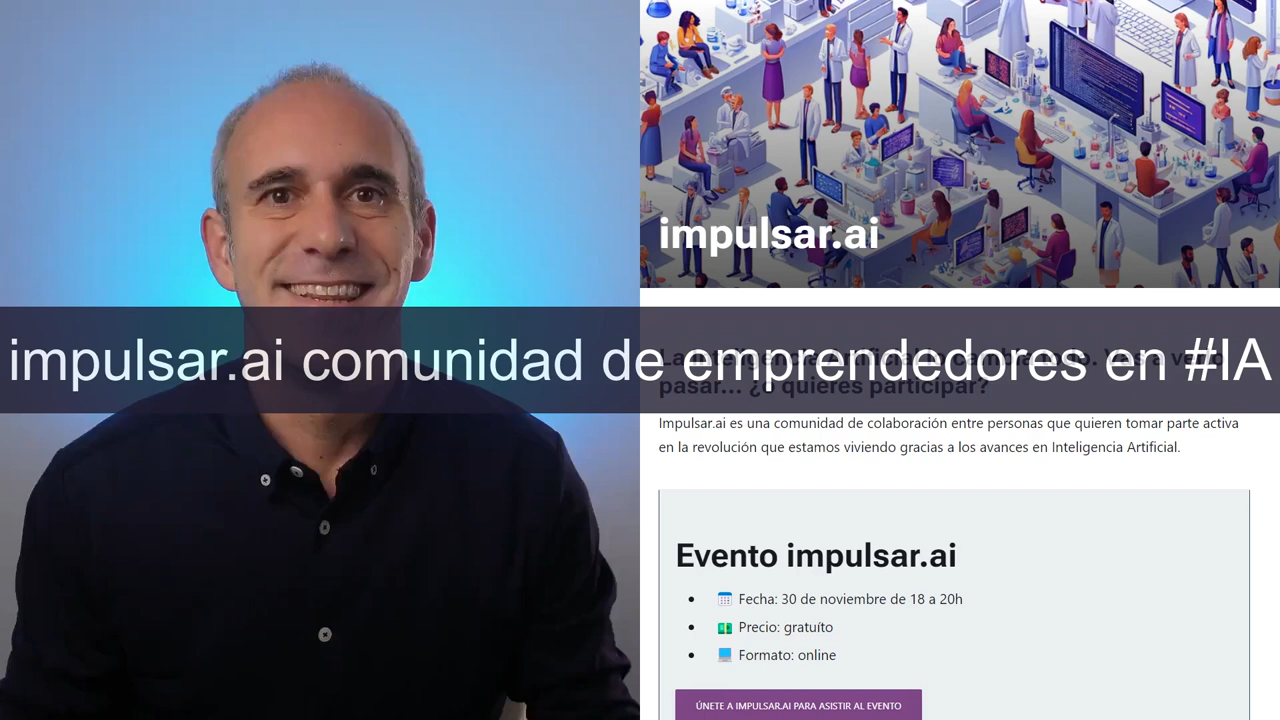 impulsar.ai
impulsar.ai comunidad de emprendedores en #IA
pasar... ¿o quieres participar?
Impulsar.ai es una comunidad de colaboración entre personas que quieren tomar parte activa
en la revolución que estamos viviendo gracias a los avances en Inteligencia Artificial.
Evento impulsar.ai
Fecha: 30 de noviembre de 18 a 20h
Precio: gratuíto
Formato: online
ÚNETE A IMPULSAR.AI PARA ASISTIR AL EVENTO